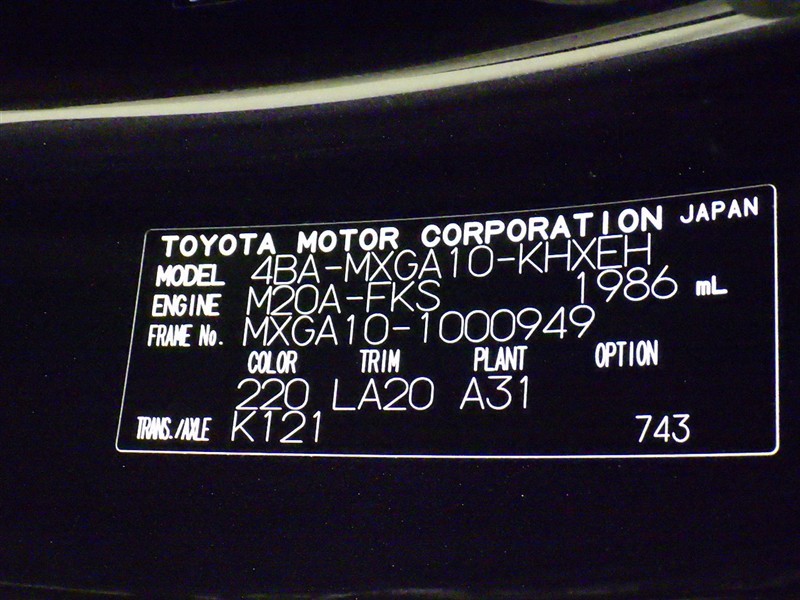 TOYOTA MOTOR CORPORATION JAPAN
MODEL 4BA-MXGA10-KHXEH
ENGINE M20A-FKS 1986 mL
FRAME No. MXGA10-1000949
COLOR TRIM PLANT OPTION
220 LA20 A31
TRANS./AXLE K121 743